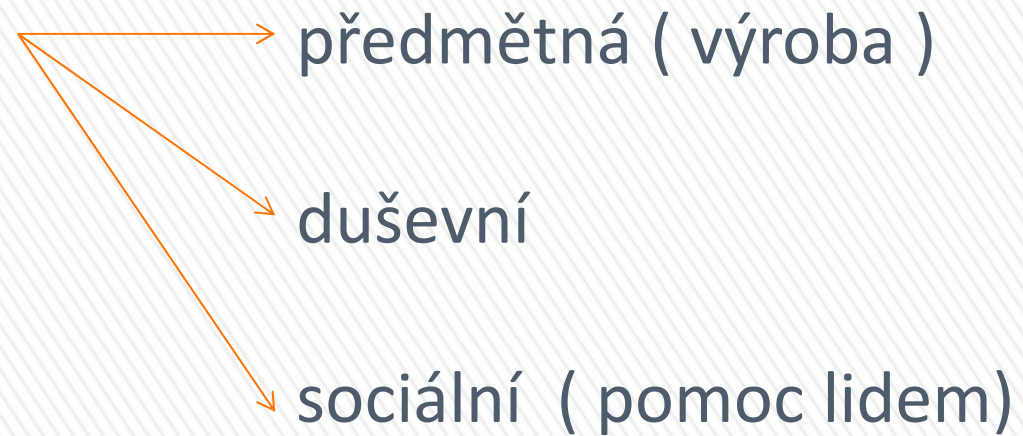 předmětná ( výroba )
duševní
sociální  ( pomoc lidem)